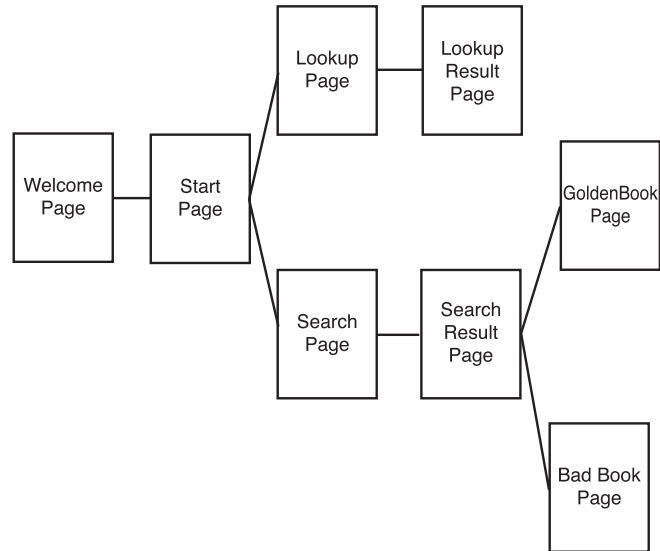 Welcome
Page
Start
Page
Lookup
Page
Lookup
Result
Page
Search
Page
Search
Result
Page
GoldenBook
Page
Bad Book
Page